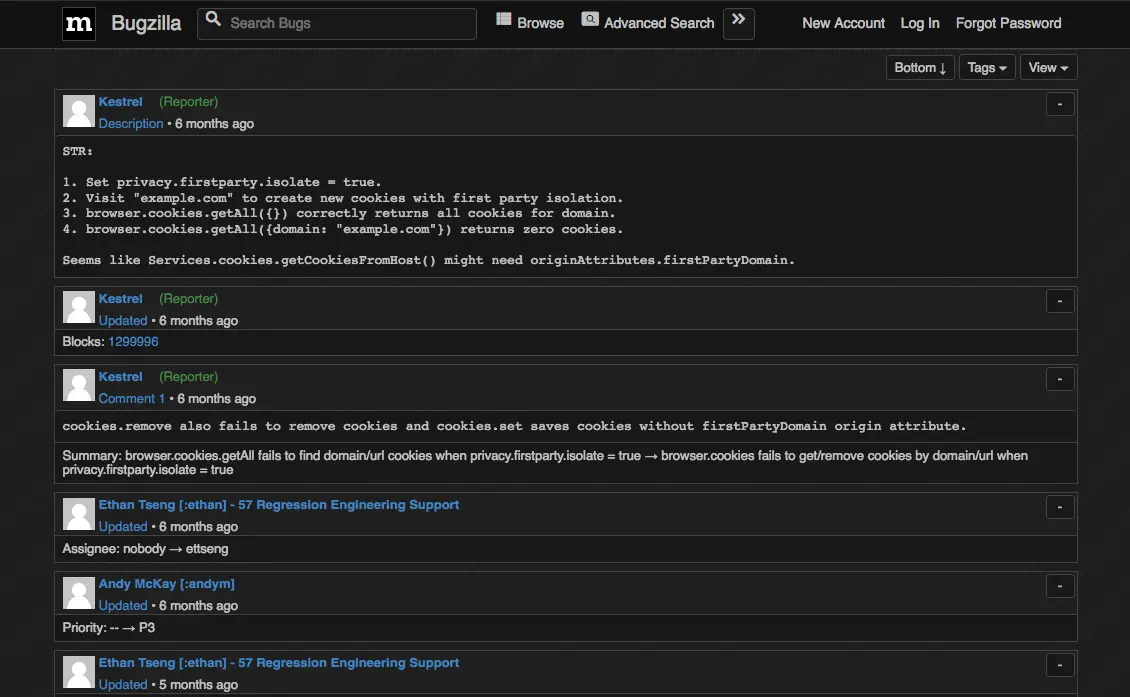 m Bugzilla Search Bugs Browse Advanced Search » New Account Log In Forgot Password
Bottom ↓ Tags ▾ View ▾
Kestrel (Reporter) -
Description • 6 months ago
STR:
1. Set privacy.firstparty.isolate = true.
2. Visit "example.com" to create new cookies with first party isolation.
3. browser.cookies.getAll({}) correctly returns all cookies for domain.
4. browser.cookies.getAll({domain: "example.com"}) returns zero cookies.
Seems like Services.cookies.getCookiesFromHost() might need originAttributes.firstPartyDomain.
Kestrel (Reporter) -
Updated • 6 months ago
Blocks: 1299996
Kestrel (Reporter) -
Comment 1 • 6 months ago
cookies.remove also fails to remove cookies and cookies.set saves cookies without firstPartyDomain origin attribute.
Summary: browser.cookies.getAll fails to find domain/url cookies when privacy.firstparty.isolate = true → browser.cookies fails to get/remove cookies by domain/url when
privacy.firstparty.isolate = true
Ethan Tseng [:ethan] - 57 Regression Engineering Support -
Updated • 6 months ago
Assignee: nobody → ettseng
Andy McKay [:andym] -
Updated • 6 months ago
Priority: -- → P3
Ethan Tseng [:ethan] - 57 Regression Engineering Support -
Updated • 5 months ago